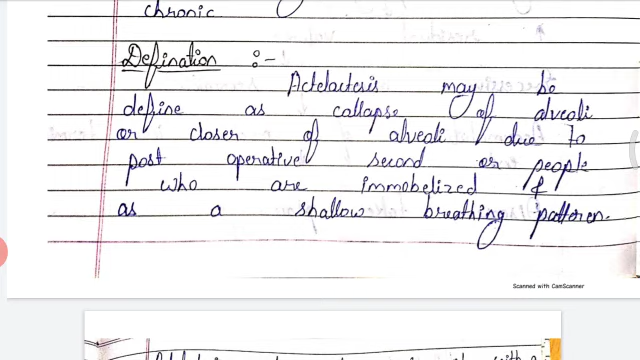 chronic
Defination :-
Actelactesis may be
define as collapse of alveoli
or closer of alveoli due to
post operative second or people
who are immobelized &
as a shallow breathing patteren.
Scanned with CamScanner